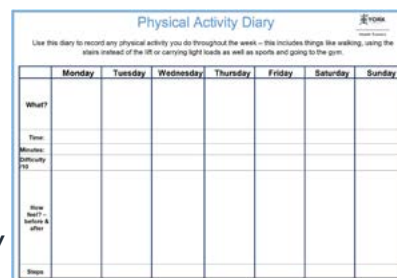 Physical Activity Diary
YORK
Use this diary to record any physical activity you do throughout the week – this includes things like walking, using the
stairs instead of the lift or carrying light loads as well as sports and going to the gym.
Monday Tuesday Wednesday Thursday Friday Saturday Sunday
What?
Time:
Minutes:
Difficulty
/10
How
feel? –
before &
after
Steps
y